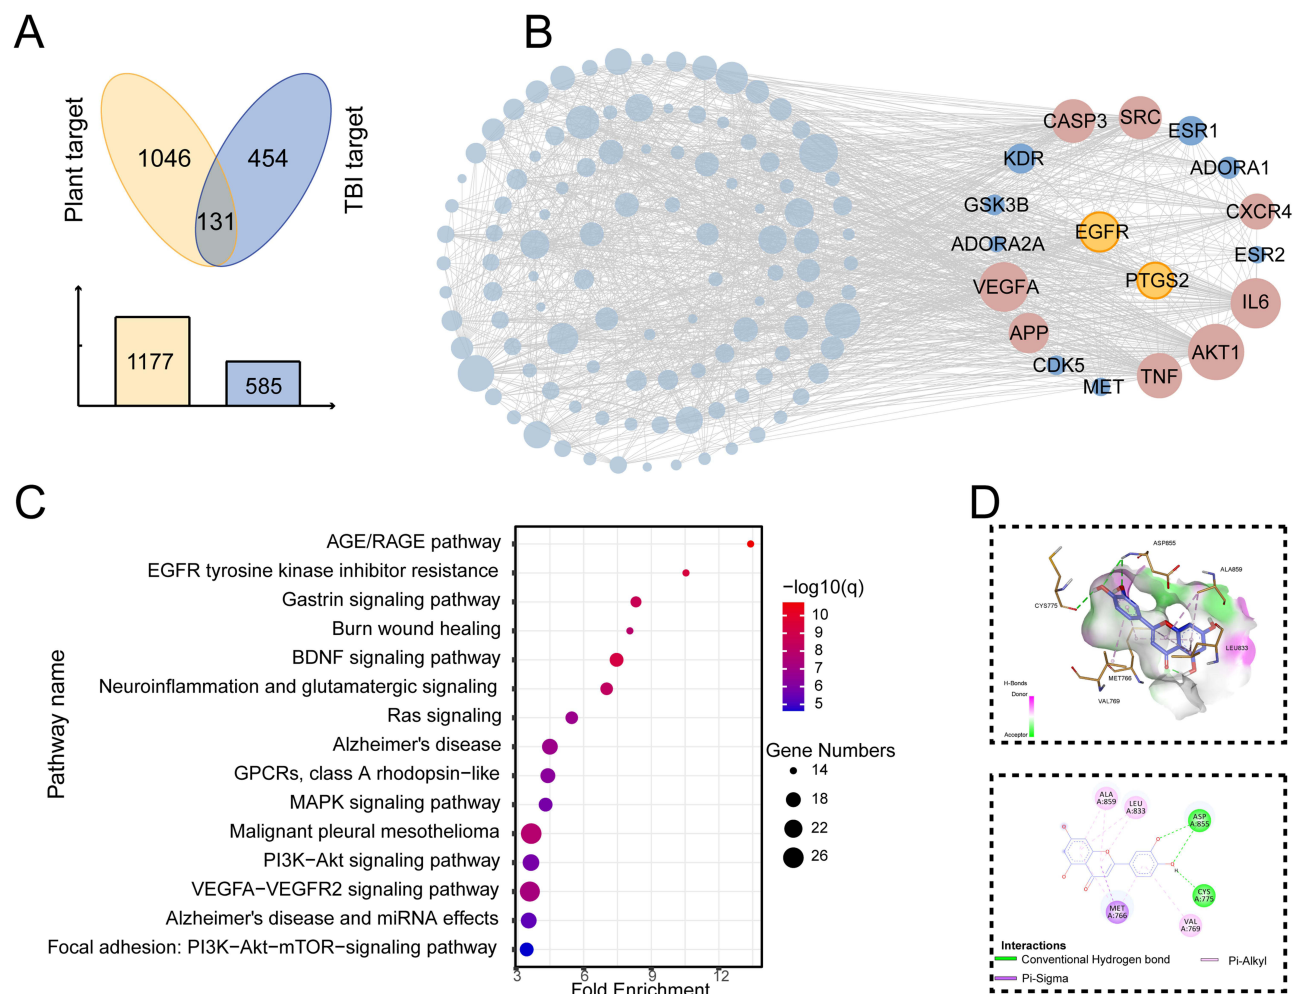 A
Plant target
1046
454
131
TBI target
1177
585
B
CASP3
SRC
ESR1
KDR
ADORA1
GSK3B
CXCR4
EGFR
ADORA2A
ESR2
PTGS2
VEGFA
IL6
APP
AKT1
CDK5
TNF
MET
C
Pathway name
AGE/RAGE pathway
EGFR tyrosine kinase inhibitor resistance
Gastrin signaling pathway
Burn wound healing
BDNF signaling pathway
Neuroinflammation and glutamatergic signaling
Ras signaling
Alzheimer's disease
GPCRs, class A rhodopsin−like
MAPK signaling pathway
Malignant pleural mesothelioma
PI3K−Akt signaling pathway
VEGFA−VEGFR2 signaling pathway
Alzheimer's disease and miRNA effects
Focal adhesion: PI3K−Akt−mTOR−signaling pathway
3 6 9 12
Fold Enrichment
−log10(q)
10
9
8
7
6
5
Gene Numbers
14
18
22
26
D
ASP855
ALA859
CYS775
LEU833
MET766
VAL769
H-Bonds
Donor
Acceptor
ALA
A:859
LEU
A:833
ASP
A:855
CYS
A:775
MET
A:766
VAL
A:769
Interactions
Conventional Hydrogen bond
Pi-Alkyl
Pi-Sigma